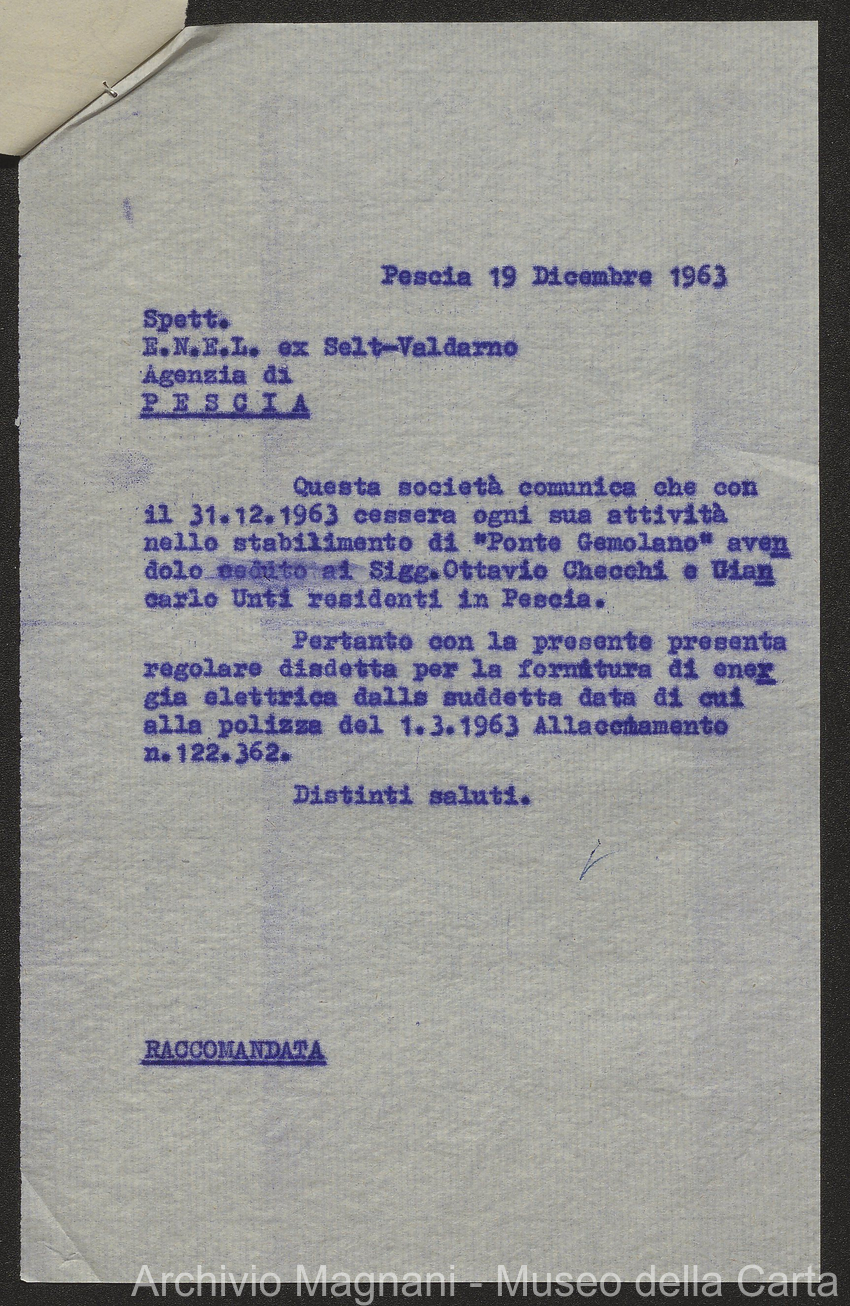 Pescia 19 Dicembre 1963
Spett.
E.N.E.L. ex Selt-Valdarno
Agenzia di
P E S C I A
Questa società comunica che con
il 31.12.1963 cessera ogni sua attività
nello stabilimento di "Ponte Gemolano" aven
dolo ceduto ai Sigg.Ottavio Checchi e Gian
carlo Unti residenti in Pescia.
Pertanto con la presente presenta
regolare disdetta per la fornitura di ener
gia elettrica dalls suddetta data di cui
alla polizza del 1.3.1963 Allacciamento
n.122.362.
Distinti saluti.
RACCOMANDATA
Archivio Magnani - Museo della Carta